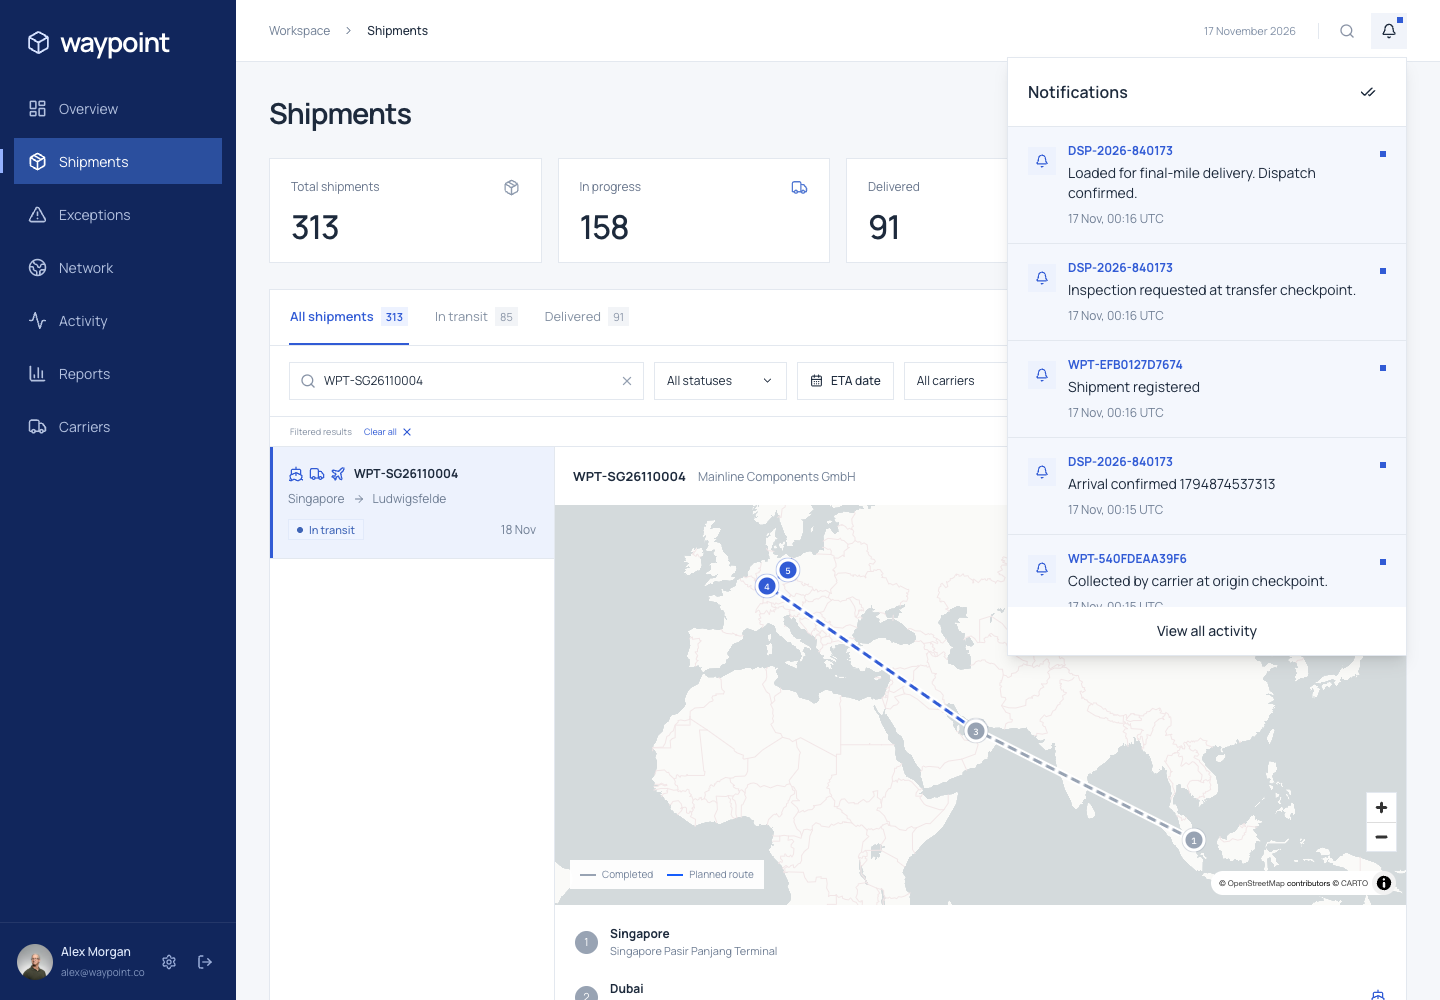 waypoint
Overview
Shipments
Exceptions
Network
Activity
Reports
Carriers
Alex Morgan
alex@waypoint.co
Workspace > Shipments
17 November 2026
Shipments
Total shipments
313
In progress
158
Delivered
91
All shipments 313
In transit 85
Delivered 91
WPT-SG26110004
All statuses
ETA date
All carriers
Filtered results
Clear all
WPT-SG26110004
Singapore → Ludwigsfelde
In transit
18 Nov
WPT-SG26110004 Mainline Components GmbH
5
4
3
1
Completed
Planned route
© OpenStreetMap contributors © CARTO
1
Singapore
Singapore Pasir Panjang Terminal
2
Dubai
Notifications
DSP-2026-840173
Loaded for final-mile delivery. Dispatch
confirmed.
17 Nov, 00:16 UTC
DSP-2026-840173
Inspection requested at transfer checkpoint.
17 Nov, 00:16 UTC
WPT-EFB0127D7674
Shipment registered
17 Nov, 00:16 UTC
DSP-2026-840173
Arrival confirmed 1794874537313
17 Nov, 00:15 UTC
WPT-540FDEAA39F6
Collected by carrier at origin checkpoint.
17 Nov, 00:15 UTC
View all activity